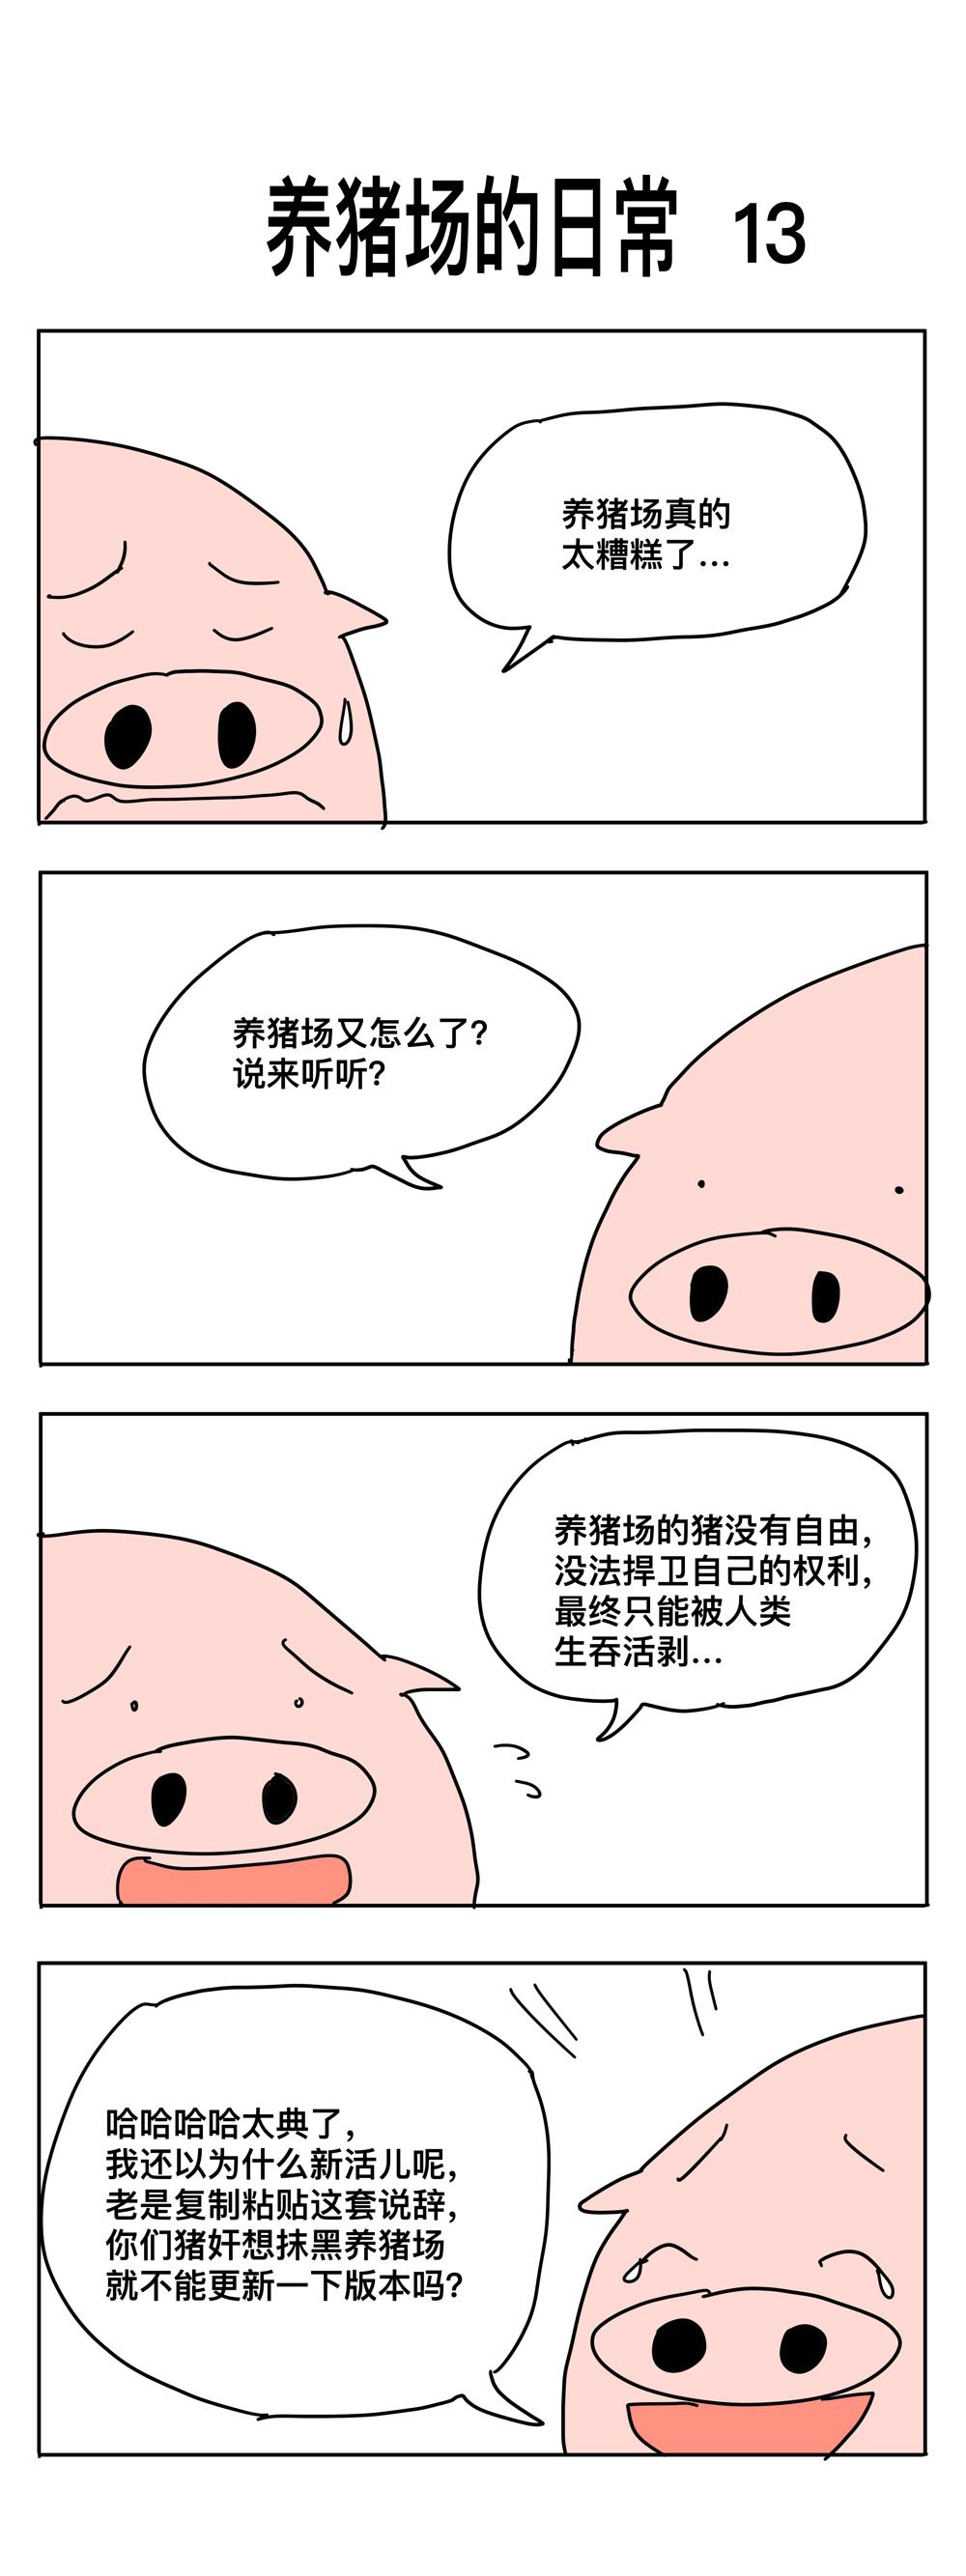 养猪场的日常 13
养猪场真的
太糟糕了...
养猪场又怎么了?
说来听听?
养猪场的猪没有自由,
没法捍卫自己的权利,
最终只能被人类
生吞活剥...
哈哈哈哈太典了,
我还以为什么新活儿呢,
老是复制粘贴这套说辞,
你们猪奸想抹黑养猪场
就不能更新一下版本吗?